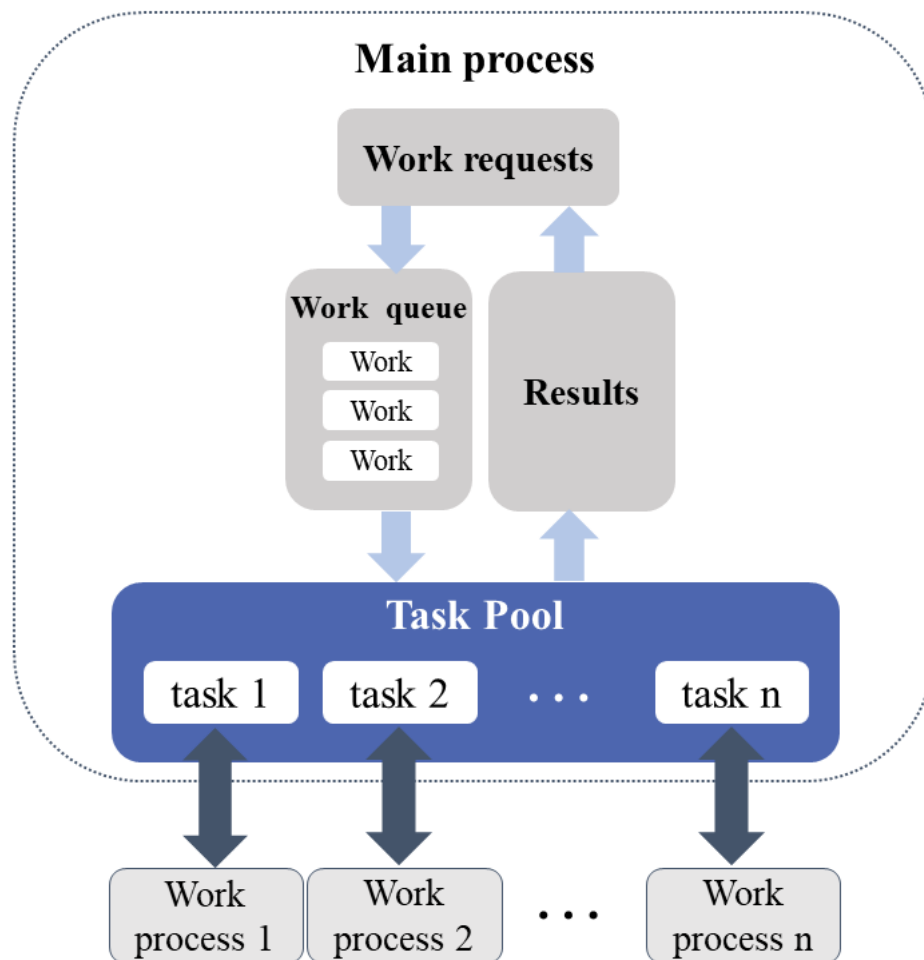 Main process
Work requests
Work queue
Work
Work
Work
Results
Task Pool
task 1
task 2
...
task n
Work
process 1
Work
process 2
...
Work
process n